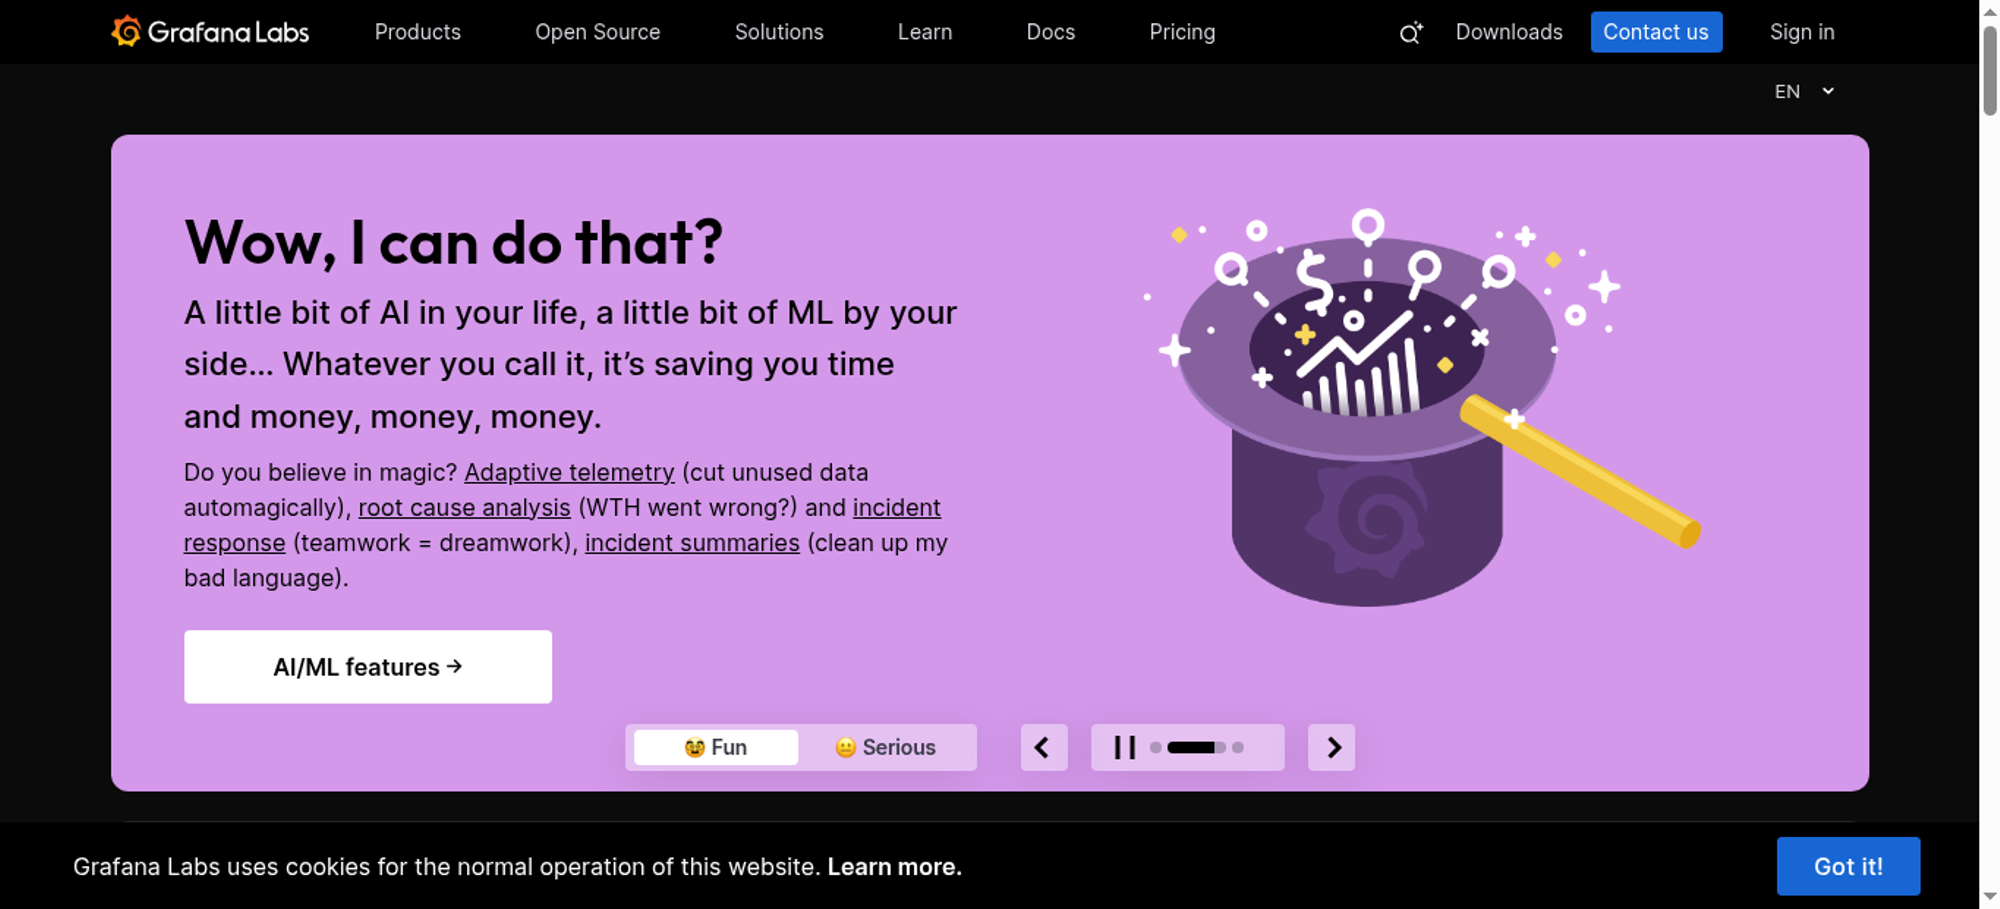 Grafana Labs Products Open Source Solutions Learn Docs Pricing Downloads Contact us Sign in
EN
Wow, I can do that?
A little bit of AI in your life, a little bit of ML by your
side... Whatever you call it, it’s saving you time
and money, money, money.
Do you believe in magic? Adaptive telemetry (cut unused data
automagically), root cause analysis (WTH went wrong?) and incident
response (teamwork = dreamwork), incident summaries (clean up my
bad language).
AI/ML features →
🥸 Fun 😐 Serious
Grafana Labs uses cookies for the normal operation of this website. Learn more.
Got it!